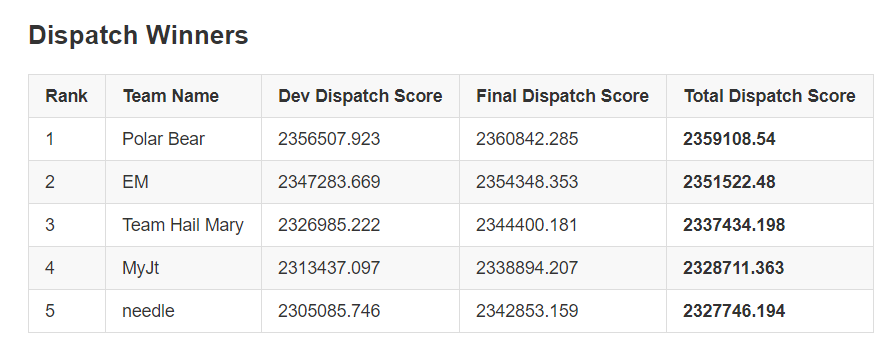 Dispatch Winners
Rank Team Name Dev Dispatch Score Final Dispatch Score Total Dispatch Score
1 Polar Bear 2356507.923 2360842.285 2359108.54
2 EM 2347283.669 2354348.353 2351522.48
3 Team Hail Mary 2326985.222 2344400.181 2337434.198
4 MyJt 2313437.097 2338894.207 2328711.363
5 needle 2305085.746 2342853.159 2327746.194